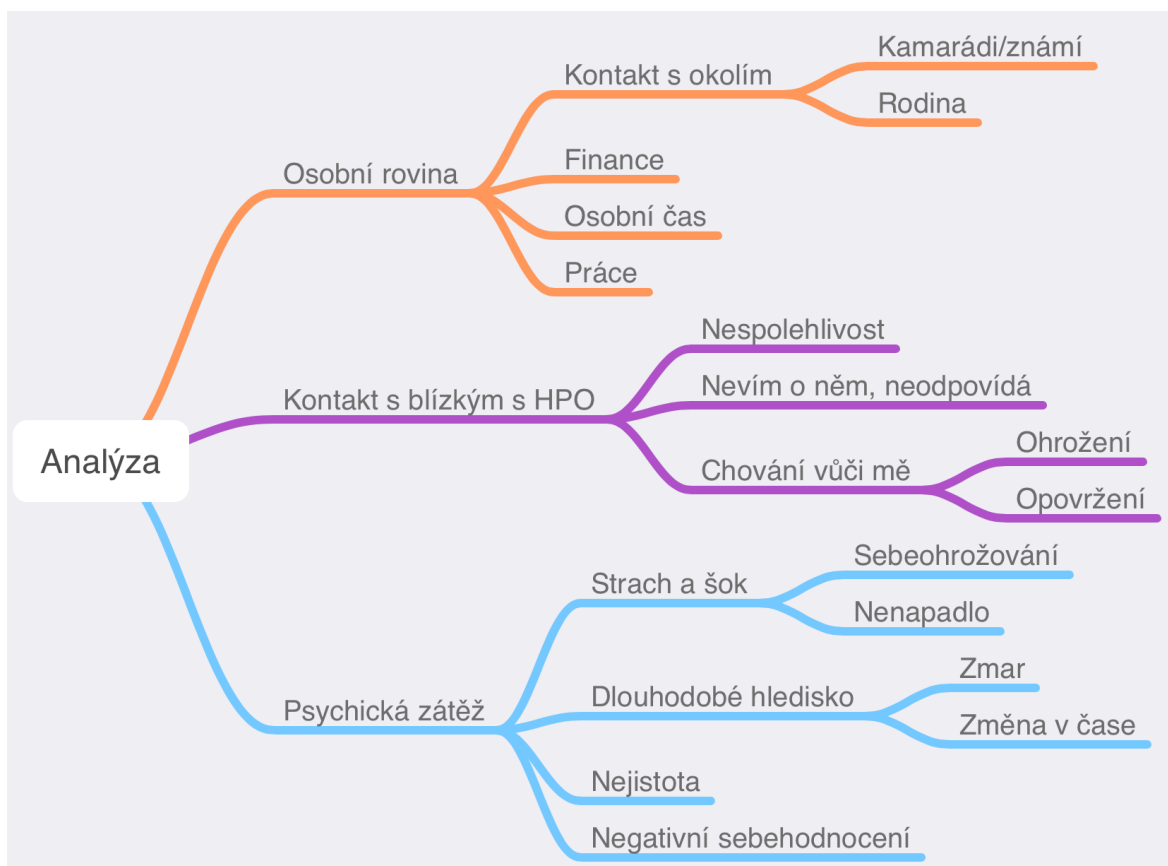 Kamarádi/známí
Kontakt s okolím
Rodina
Finance
Osobní rovina
Osobní čas
Práce
Nespolehlivost
Nevím o něm, neodpovídá
Kontakt s blízkým s HPO
Ohrožení
Chování vůči mě
Opovržení
Analýza
Sebeohrožování
Strach a šok
Nenapadlo
Zmar
Dlouhodobé hledisko
Změna v čase
Psychická zátěž
Nejistota
Negativní sebehodnocení